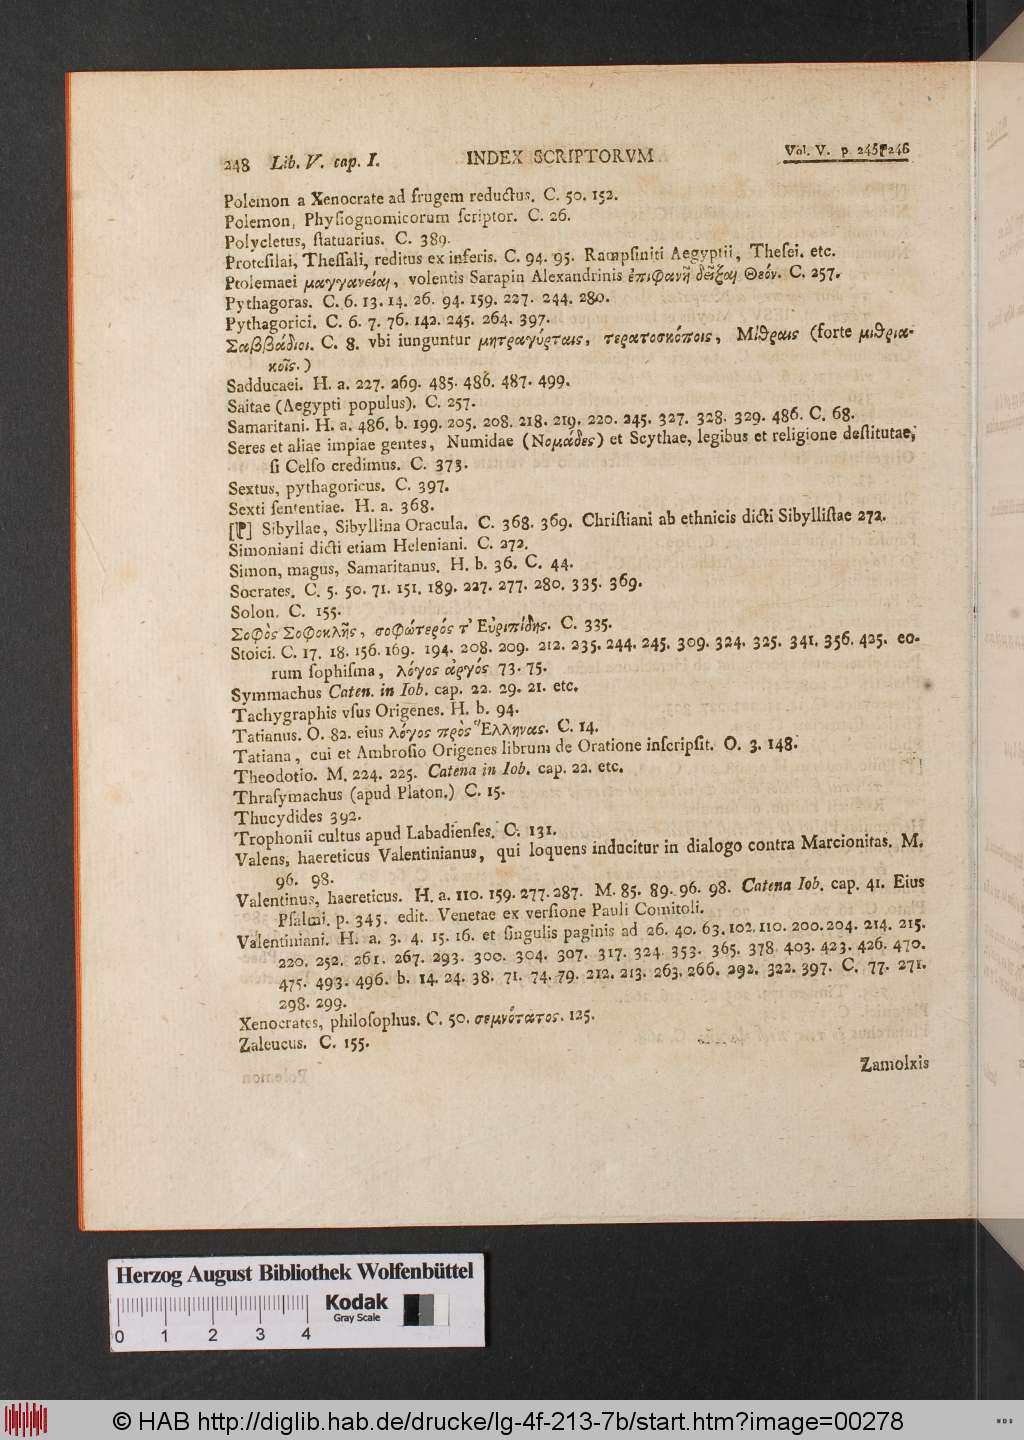 248 Lib. V. cap. I. INDEX SCRIPTORVM Vol. V. p. 245 246
Polemon a Xenocrate ad frugem reductus. C. 50. 152.
Polemon, Phyſiognomicorum ſcriptor. C. 26.
Polycletus, ſtatuarius. C. 389.
Proteſilai, Theſſali, reditus ex inferis. C. 94. 95. Rampſiniti Aegyptii, Theſei. etc.
Ptolemaei μαγγανείαι, volentis Sarapin Alexandrinis ἐπιφανῆ δεῖξαι Θεόν. C. 257.
Pythagoras. C. 6. 13. 14. 26. 94. 159. 227. 244. 280.
Pythagorici. C. 6. 7. 76. 142. 245. 264. 397.
Σαββάδιοι. C. 8. vbi iunguntur μητραγύρταις, τερατοσκόποις, Μίθραις (forte μιθρια-
κοῖς.)
Sadducaei. H. a. 227. 269. 485. 486. 487. 499.
Saitae (Aegypti populus). C. 257.
Samaritani. H. a. 486. b. 199. 205. 208. 218. 219. 220. 245. 327. 328. 329. 486. C. 68.
Seres et aliae impiae gentes, Numidae (Νομάδες) et Scythae, legibus et religione deſtitutae,
ſi Celſo credimus. C. 373.
Sextus, pythagoricus. C. 397.
Sexti ſententiae. H. a. 368.
Sibyllae, Sibyllina Oracula. C. 368. 369. Chriſtiani ab ethnicis dicti Sibylliſtae 272.
Simoniani dicti etiam Heleniani. C. 272.
Simon, magus, Samaritanus. H. b. 36. C. 44.
Socrates. C. 5. 50. 71. 151. 189. 227. 277. 280. 335. 369.
Solon. C. 155.
Σοφὸς Σοφοκλῆς, σοφώτερός τ' Εὐριπίδης. C. 335.
Stoici. C. 17. 18. 156. 169. 194. 208. 209. 212. 235. 244. 245. 309. 324. 325. 341. 356. 425. eo-
rum ſophiſma, λόγος ἀργός 73. 75.
Symmachus Caten. in Iob. cap. 22. 29. 21. etc.
Tachygraphis vſus Origenes. H. b. 94.
Tatianus. O. 82. eius λόγος πρὸς Ἕλληνας. C. 14.
Tatiana, cui et Ambroſio Origenes librum de Oratione inſcripſit. O. 3. 148.
Theodotio. M. 224. 225. Catena in Iob. cap. 22. etc.
Thraſymachus (apud Platon.) C. 15.
Thucydides 392.
Trophonii cultus apud Labadienſes. C. 131.
Valens, haereticus Valentinianus, qui loquens inducitur in dialogo contra Marcionitas. M.
96. 98.
Valentinus, haereticus. H. a. 110. 159. 277. 287. M. 85. 89. 96. 98. Catena Iob. cap. 41. Eius
Pſalmi. p. 345. edit. Venetae ex verſione Pauli Comitoli.
Valentiniani. H. a. 3. 4. 15. 16. et ſingulis paginis ad 26. 40. 63. 102. 110. 200. 204. 214. 215.
220. 252. 261. 267. 293. 300. 304. 307. 317. 324. 353. 365. 378. 403. 423. 426. 470.
475. 493. 496. b. 14. 24. 38. 71. 74. 79. 212. 213. 263. 266. 292. 322. 397. C. 77. 271.
298. 299.
Xenocrates, philoſophus. C. 50. σεμνότατος. 125.
Zaleucus. C. 155.
Zamolxis
Herzog August Bibliothek Wolfenbüttel
Kodak
Gray Scale
0 1 2 3 4
© HAB http://diglib.hab.de/drucke/lg-4f-213-7b/start.htm?image=00278